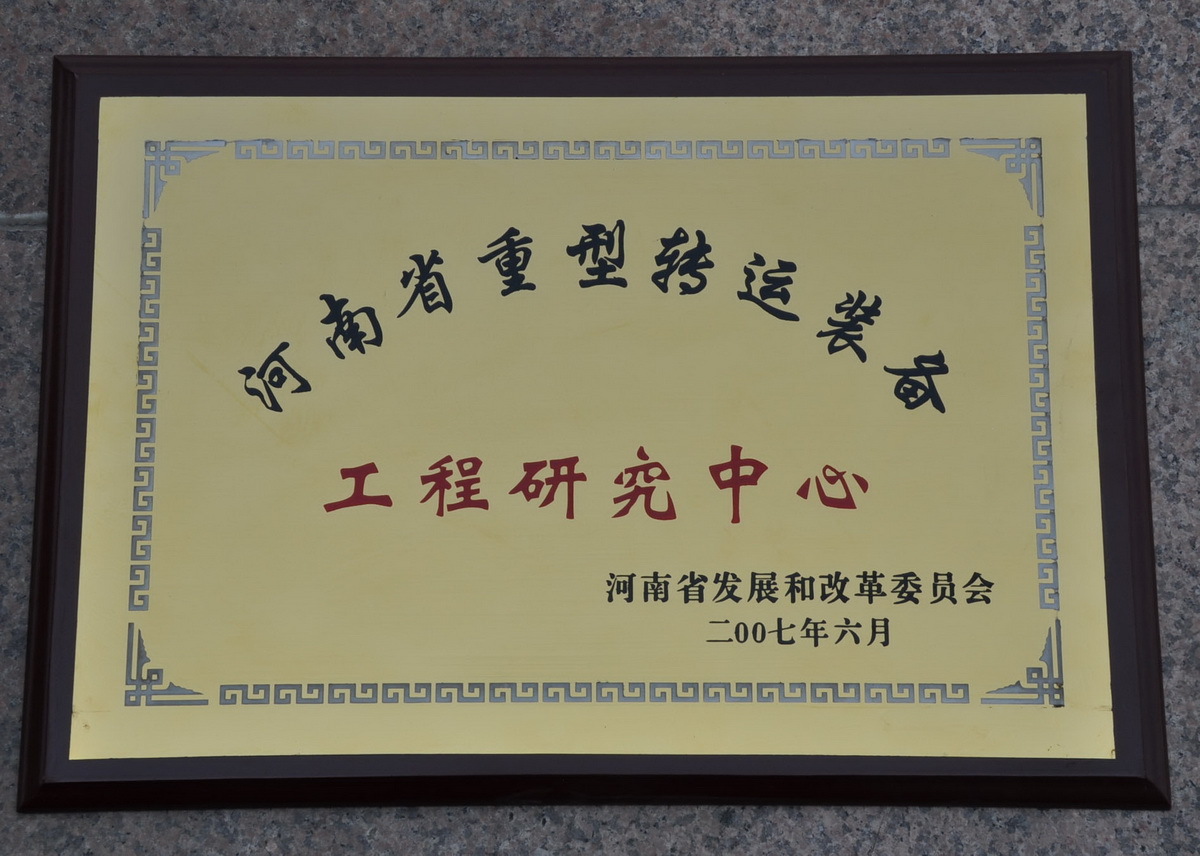 河南省重型转运装备
工程研究中心
河南省发展和改革委员会
二00七年六月